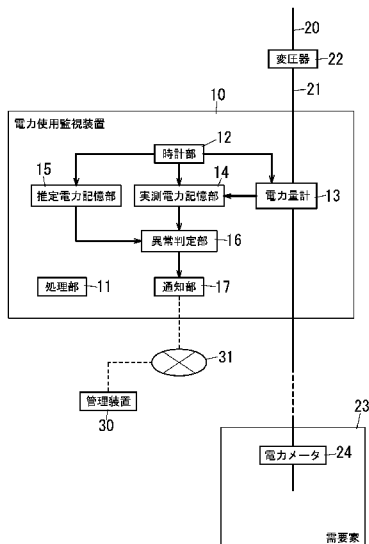 20
変圧器
22
10
21
電力使用監視装置
12
時計部
15
14
推定電力記憶部
実測電力記憶部
電力量計
13
異常判定部
16
処理部
11
通知部
17
31
管理装置
30
23
電力メータ
24
需要家